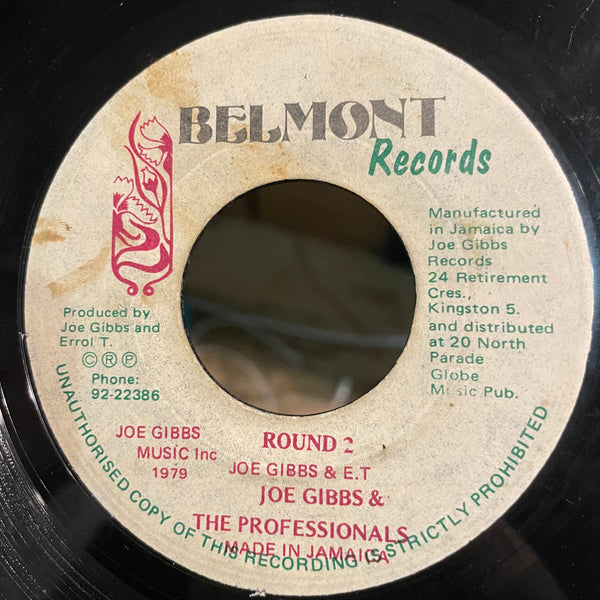 BELMONT
Records
Manufactured
in Jamaica by
Joe Gibbs
Records
24 Retirement
Cres.,
Kingston 5.
and distributed
at 20 North
Parade
Globe
Music Pub.
Produced by
Joe Gibbs and
Errol T.
ⒸⓇⓅ
Phone:
92-22386
JOE GIBBS
MUSIC Inc
1979
ROUND 2
JOE GIBBS & E.T
JOE GIBBS &
THE PROFESSIONALS
MADE IN JAMAICA
UNAUTHORISED COPY OF THIS RECORDING IS STRICTLY PROHIBITED